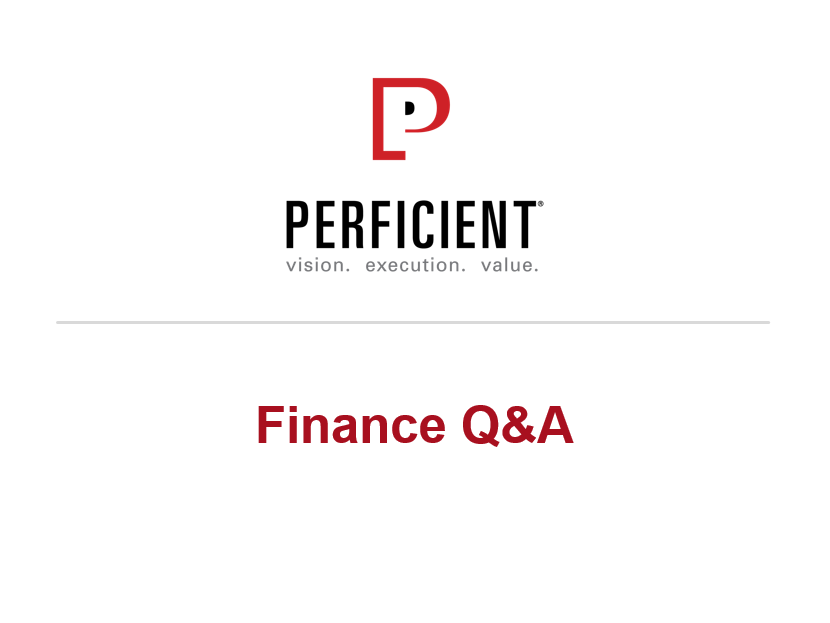 PERFICIENT®
vision. execution. value.
Finance Q&A